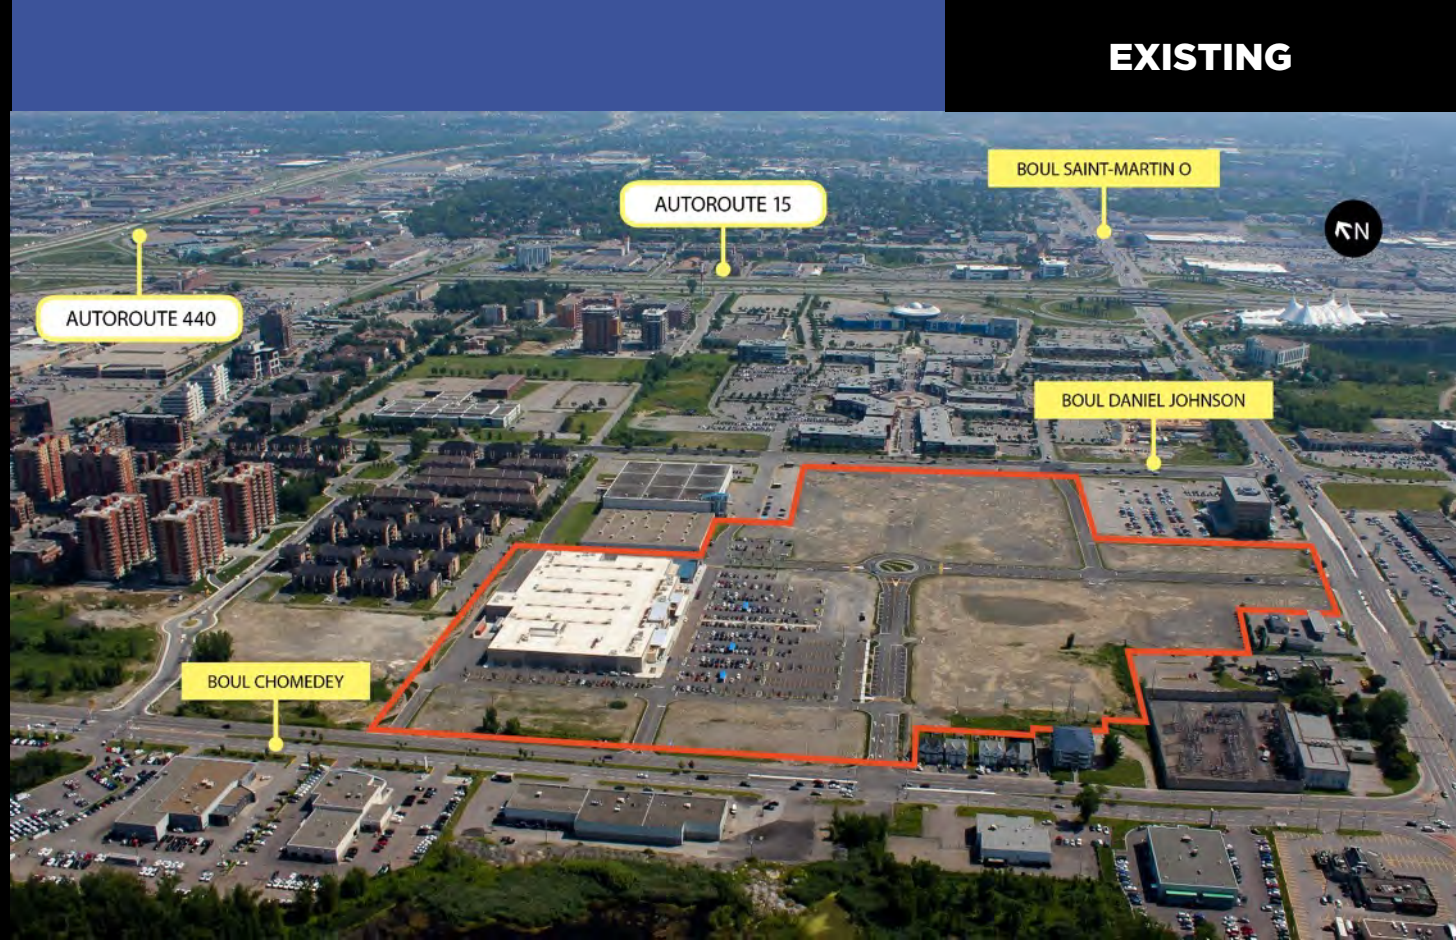 EXISTING
BOUL SAINT-MARTIN O
AUTOROUTE 15
N
AUTOROUTE 440
BOUL DANIEL JOHNSON
BOUL CHOMEDEY